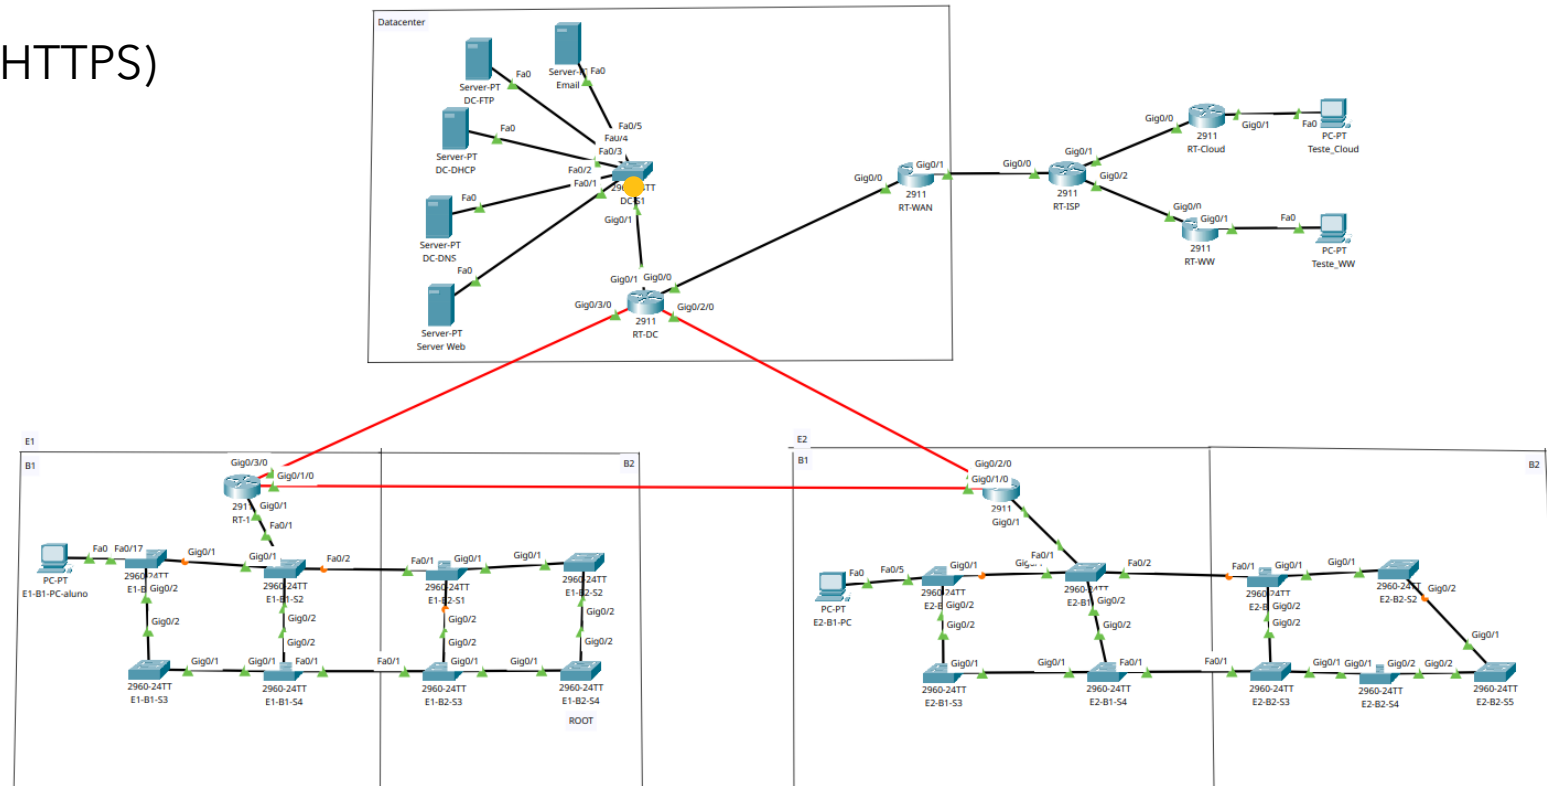 HTTPS)
Datacenter
Server-PT
DC-FTP
Fa0
Email
Fa0
Fa0/5
Fa0/4
Fa0/3
Fa0
Server-PT
DC-DHCP
Fa0/2
Fa0/1
DC-S1
Fa0
Server-PT
DC-DNS
Gig0/1
Fa0
Server-PT
Server Web
Gig0/1
Gig0/0
Gig0/3/0
Gig0/2/0
2911
RT-DC
Gig0/0
Gig0/1
2911
RT-WAN
Gig0/0
Gig0/1
Gig0/2
2911
RT-ISP
Gig0/0
Gig0/1
2911
RT-Cloud
Fa0
PC-PT
Teste_Cloud
Gig0/1
2911
RT-WW
Fa0
PC-PT
Teste_WW
E1
B1
B2
Gig0/3/0
Gig0/1/0
RT-1
Gig0/1
Fa0/1
Fa0
Fa0/17
PC-PT
E1-B1-PC-aluno
Gig0/1
Gig0/2
Gig0/1
Fa0/2
Fa0/1
Gig0/1
Gig0/1
Gig0/2
Gig0/2
Gig0/2
Gig0/2
Gig0/2
Gig0/2
Gig0/2
Gig0/1
Gig0/1
Fa0/1
Fa0/1
Gig0/1
Gig0/1
2960-24TT
E1-B1-S3
2960-24TT
E1-B1-S4
2960-24TT
E1-B2-S3
2960-24TT
E1-B2-S4
ROOT
E2
B1
B2
Gig0/2/0
Gig0/1/0
2911
Gig0/1
Fa0/1
Fa0
Fa0/5
PC-PT
E2-B1-PC
Gig0/1
Gig0/2
Fa0/2
Fa0/1
Gig0/1
Gig0/1
E2-B2-S2
Gig0/2
Gig0/2
Gig0/2
Gig0/2
Gig0/2
Gig0/2
Gig0/1
Gig0/1
Gig0/1
Fa0/1
Fa0/1
Gig0/1
Gig0/1
Gig0/2
Gig0/2
2960-24TT
E2-B1-S3
2960-24TT
E2-B1-S4
2960-24TT
E2-B2-S3
2960-24TT
E2-B2-S4
2960-24TT
E2-B2-S5